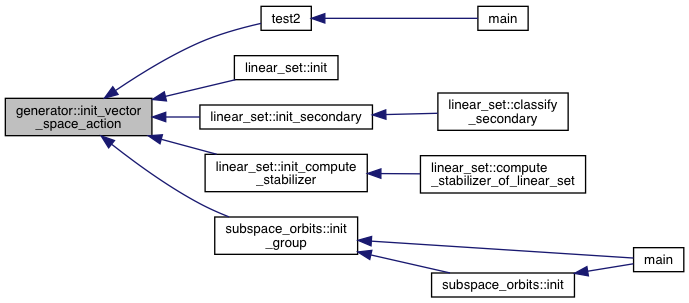 test2
main
linear_set::init
generator::init_vector
_space_action
linear_set::init_secondary
linear_set::classify
_secondary
linear_set::init_compute
_stabilizer
linear_set::compute
_stabilizer_of_linear_set
subspace_orbits::init
_group
main
subspace_orbits::init